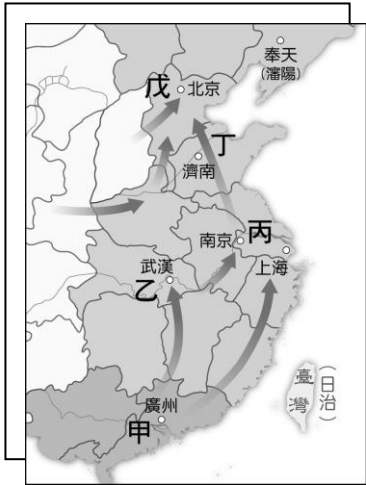 奉天
(瀋陽)
戊
北京
丁
濟南
南京
丙
上海
武漢
乙
廣州
甲
臺灣
(日治)